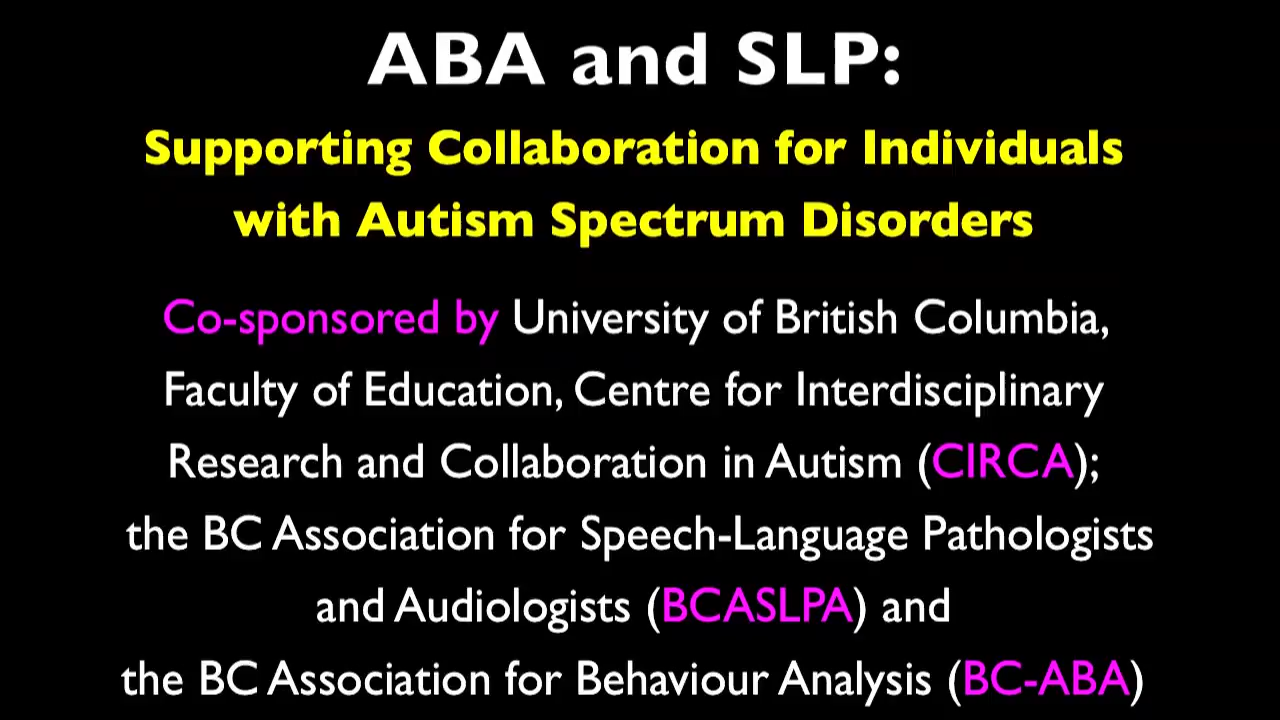 ABA and SLP:
Supporting Collaboration for Individuals
with Autism Spectrum Disorders
Co-sponsored by University of British Columbia,
Faculty of Education, Centre for Interdisciplinary
Research and Collaboration in Autism (CIRCA);
the BC Association for Speech-Language Pathologists
and Audiologists (BCASLPA) and
the BC Association for Behaviour Analysis (BC-ABA)